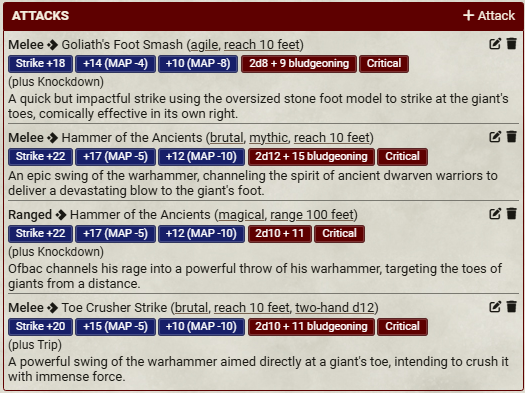 ATTACKS + Attack
Melee Goliath's Foot Smash (agile, reach 10 feet)
Strike +18 +14 (MAP -4) +10 (MAP -8) 2d8 + 9 bludgeoning Critical
(plus Knockdown)
A quick but impactful strike using the oversized stone foot model to strike at the giant's
toes, comically effective in its own right.
Melee Hammer of the Ancients (brutal, mythic, reach 10 feet)
Strike +22 +17 (MAP -5) +12 (MAP -10) 2d12 + 15 bludgeoning Critical
An epic swing of the warhammer, channeling the spirit of ancient dwarven warriors to
deliver a devastating blow to the giant's foot.
Ranged Hammer of the Ancients (magical, range 100 feet)
Strike +22 +17 (MAP -5) +12 (MAP -10) 2d10 + 11 Critical
(plus Knockdown)
Ofbac channels his rage into a powerful throw of his warhammer, targeting the toes of
giants from a distance.
Melee Toe Crusher Strike (brutal, reach 10 feet, two-hand d12)
Strike +20 +15 (MAP -5) +10 (MAP -10) 2d10 + 11 bludgeoning Critical
(plus Trip)
A powerful swing of the warhammer aimed directly at a giant's toe, intending to crush it
with immense force.